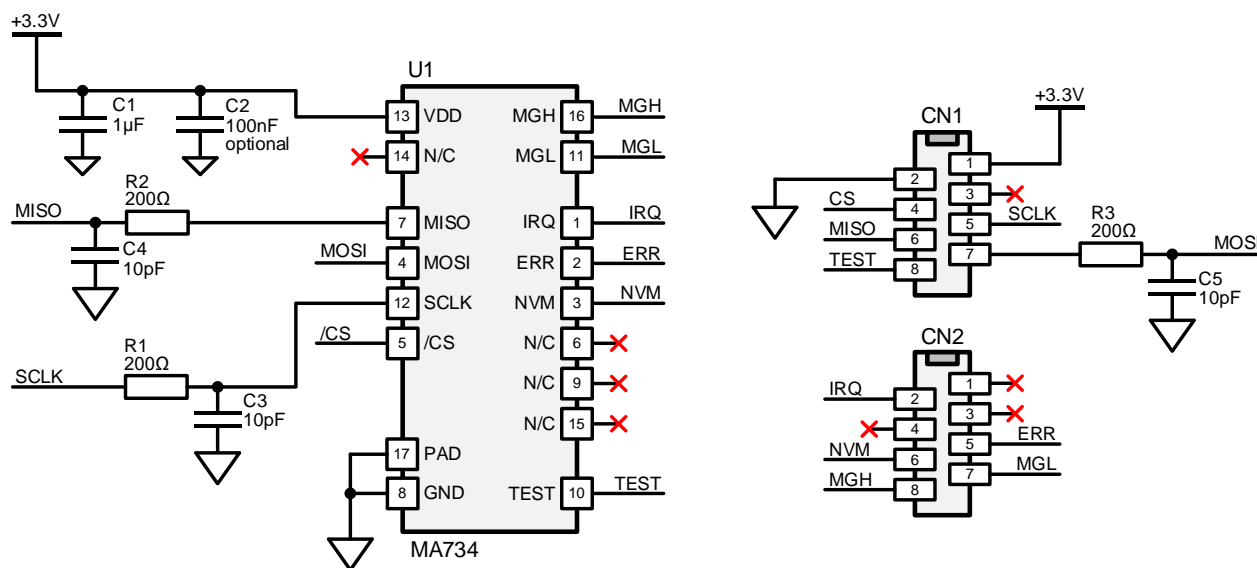 +3.3V
C1
1µF
C2
100nF
optional
MISO
R2
200Ω
C4
10pF
MOSI
/CS
SCLK
R1
200Ω
C3
10pF
U1
13 VDD
14 N/C
7 MISO
4 MOSI
12 SCLK
5 /CS
17 PAD
8 GND
MGH 16 MGH
MGL 11 MGL
IRQ 1 IRQ
ERR 2 ERR
NVM 3 NVM
N/C 6
N/C 9
N/C 15
TEST 10 TEST
MA734
+3.3V
CN1
1
2
3
CS 4
5 SCLK
MISO 6
7
TEST 8
R3
200Ω
MOS
C5
10pF
CN2
1
IRQ 2
3
4
5 ERR
NVM 6
7 MGL
MGH 8